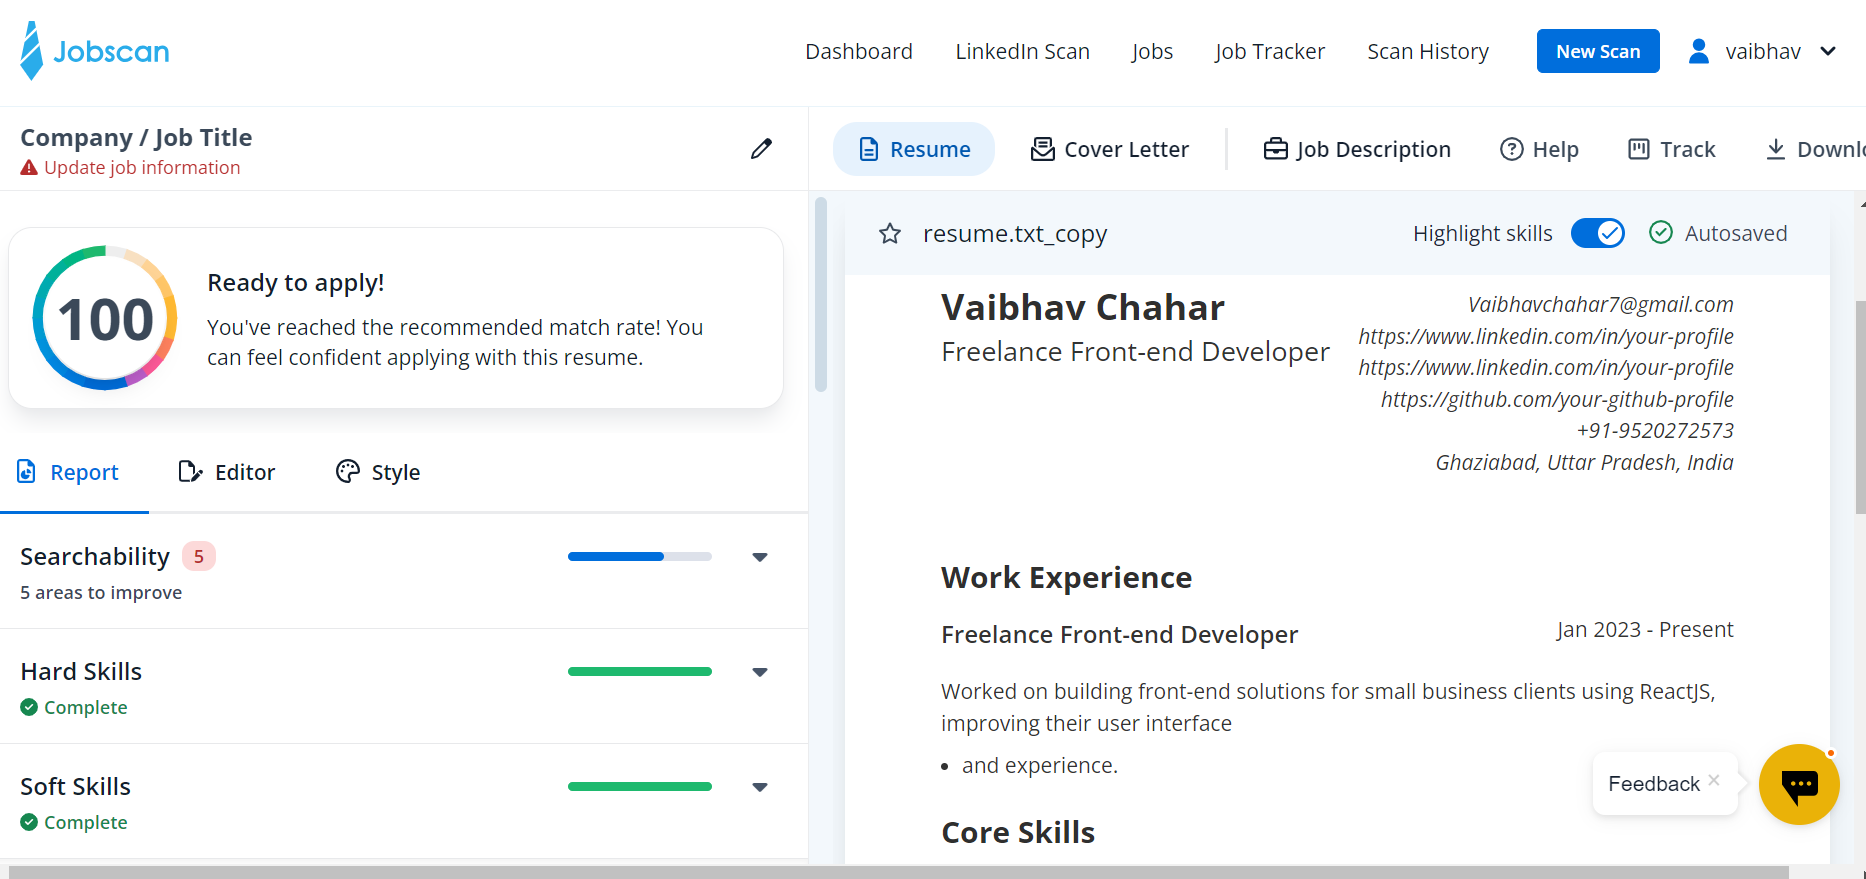 Jobscan
Dashboard
LinkedIn Scan
Jobs
Job Tracker
Scan History
New Scan
vaibhav
Company / Job Title
Update job information
Resume
Cover Letter
Job Description
Help
Track
Downlo
100
Ready to apply!
You've reached the recommended match rate! You
can feel confident applying with this resume.
Report
Editor
Style
Searchability 5
5 areas to improve
Hard Skills
Complete
Soft Skills
Complete
resume.txt_copy
Highlight skills
Autosaved
Vaibhav Chahar
Freelance Front-end Developer
Vaibhavchahar7@gmail.com
https://www.linkedin.com/in/your-profile
https://www.linkedin.com/in/your-profile
https://github.com/your-github-profile
+91-9520272573
Ghaziabad, Uttar Pradesh, India
Work Experience
Freelance Front-end Developer
Jan 2023 - Present
Worked on building front-end solutions for small business clients using ReactJS,
improving their user interface
• and experience.
Core Skills
Feedback ×